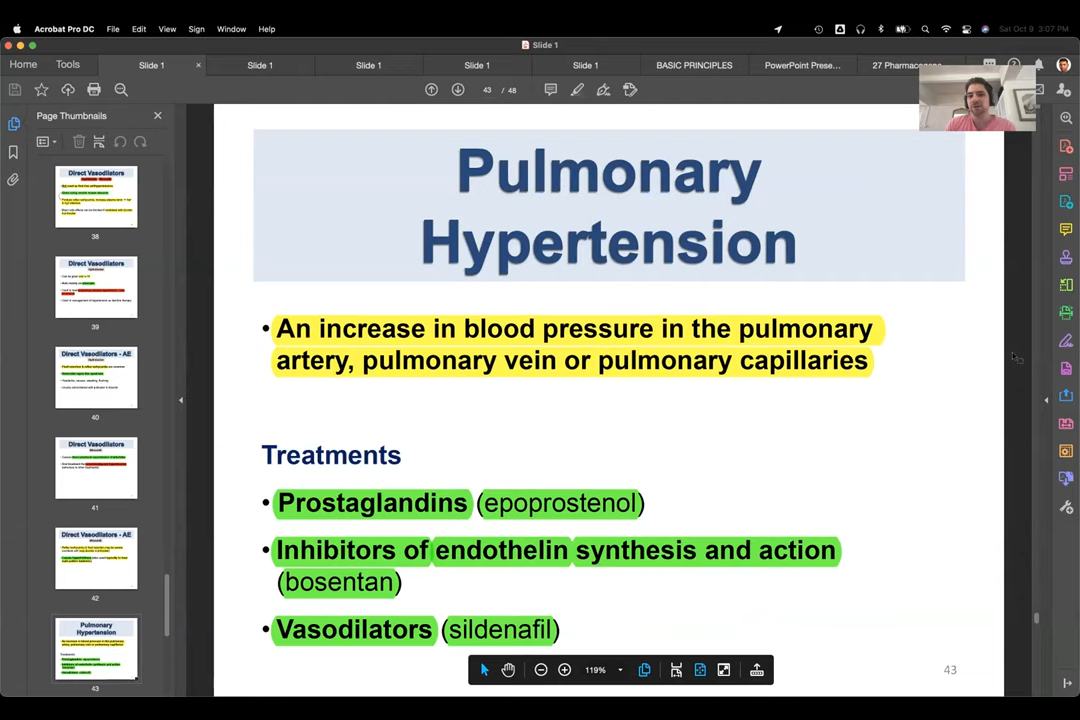 Acrobat Pro DC File Edit View Sign Window Help Sat Oct 9 3:07 PM
Slide 1
Home Tools Slide 1 × Slide 1 Slide 1 Slide 1 Slide 1 BASIC PRINCIPLES PowerPoint Prese... 27 Pharmacogeno
43 / 48
Page Thumbnails
Direct Vasodilators
38
Direct Vasodilators
39
Direct Vasodilators - AE
40
Direct Vasodilators
41
Direct Vasodilators - AE
42
Pulmonary
Hypertension
43
Pulmonary
Hypertension
• An increase in blood pressure in the pulmonary
artery, pulmonary vein or pulmonary capillaries
Treatments
• Prostaglandins (epoprostenol)
• Inhibitors of endothelin synthesis and action
(bosentan)
• Vasodilators (sildenafil)
119%
43